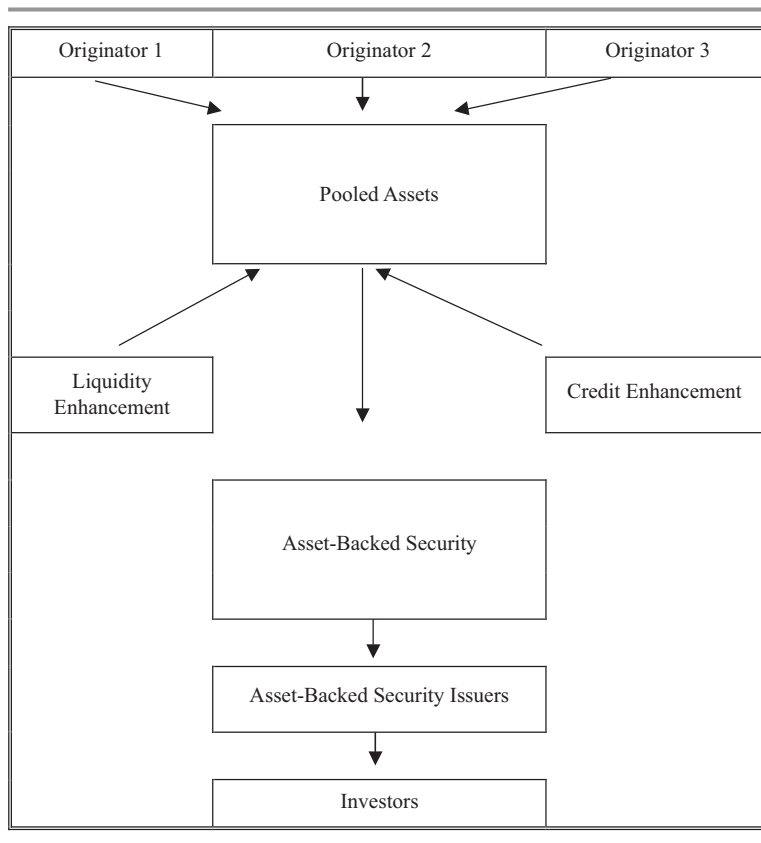 Originator 1
Originator 2
Originator 3
Pooled Assets
Liquidity
Enhancement
Credit Enhancement
Asset-Backed Security
Asset-Backed Security Issuers
Investors